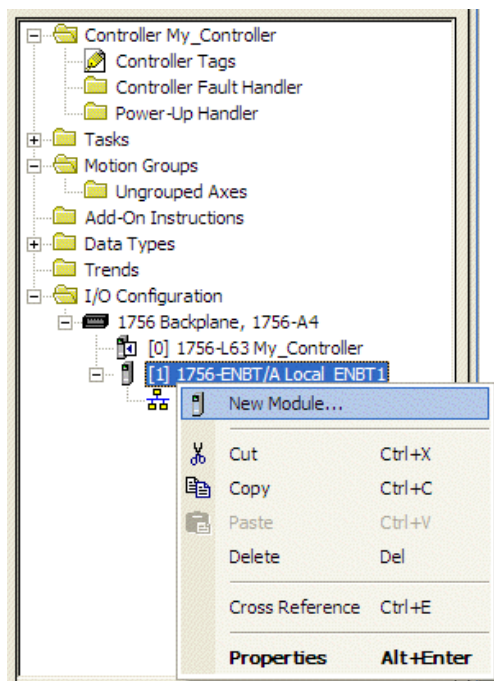 Controller My_Controller
Controller Tags
Controller Fault Handler
Power-Up Handler
Tasks
Motion Groups
Ungrouped Axes
Add-On Instructions
Data Types
Trends
I/O Configuration
1756 Backplane, 1756-A4
[0] 1756-L63 My_Controller
[1] 1756-ENBT/A Local_ENBT1
New Module...
Cut Ctrl+X
Copy Ctrl+C
Paste Ctrl+V
Delete Del
Cross Reference Ctrl+E
Properties Alt+Enter